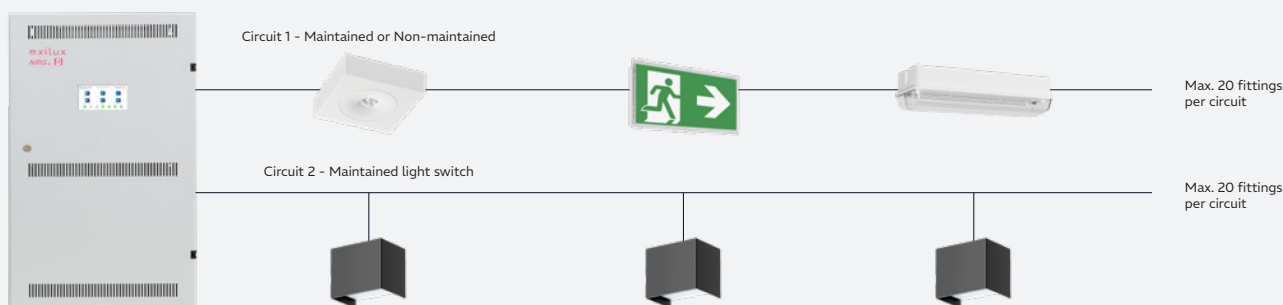 Circuit 1 - Maintained or Non-maintained
exilux
Max. 20 fittings
per circuit
Circuit 2 - Maintained light switch
Max. 20 fittings
per circuit